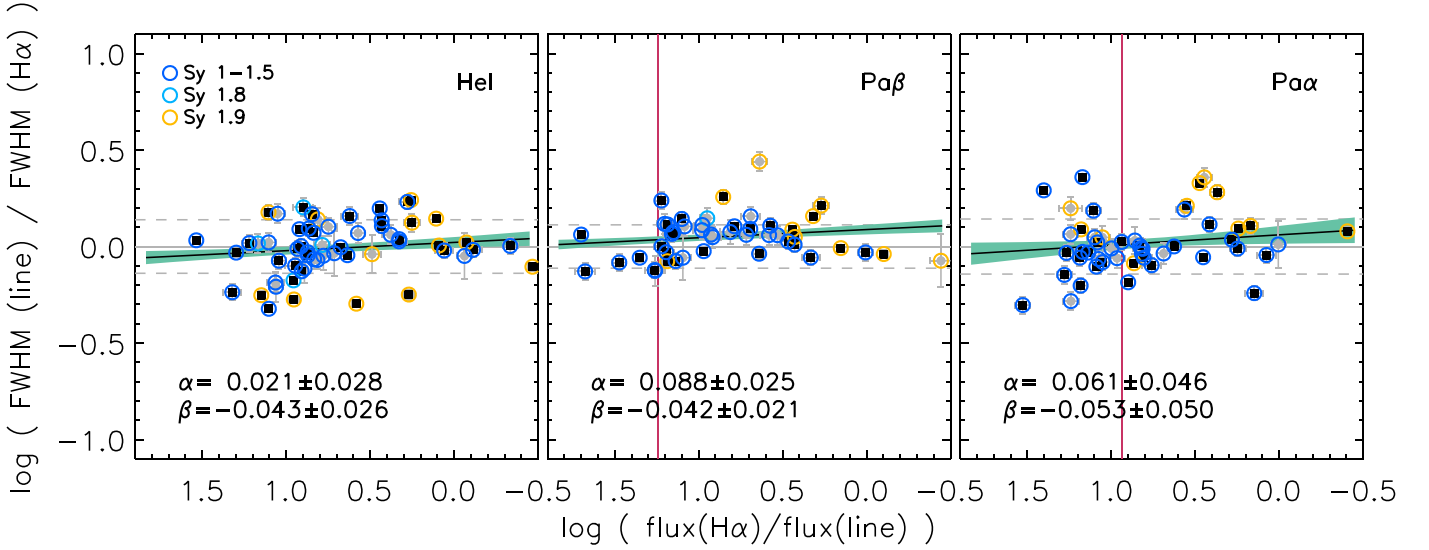 log ( FWHM (line) / FWHM (Hα) )
1.0
0.5
0.0
−0.5
−1.0
Sy 1−1.5
Sy 1.8
Sy 1.9
HeI
α= 0.021±0.028
β=−0.043±0.026
Paβ
α= 0.088±0.025
β=−0.042±0.021
Paα
α= 0.061±0.046
β=−0.053±0.050
1.5 1.0 0.5 0.0 −0.5 1.0 0.5 0.0 −0.5 1.5 1.0 0.5 0.0 −0.5
log ( flux(Hα)/flux(line) )